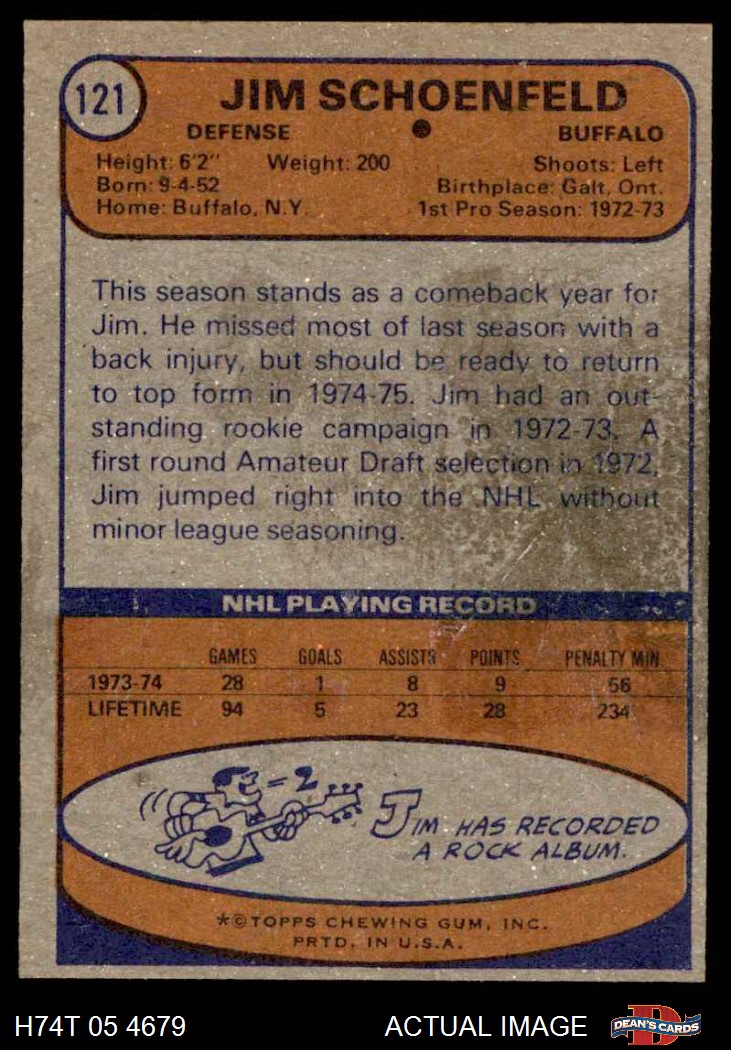 121
JIM SCHOENFELD
DEFENSE ● BUFFALO
Height: 6'2" Weight: 200 Shoots: Left
Born: 9-4-52 Birthplace: Galt, Ont.
Home: Buffalo, N.Y. 1st Pro Season: 1972-73
This season stands as a comeback year for
Jim. He missed most of last season with a
back injury, but should be ready to return
to top form in 1974-75. Jim had an out-
standing rookie campaign in 1972-73. A
first round Amateur Draft selection in 1972,
Jim jumped right into the NHL without
minor league seasoning.
NHL PLAYING RECORD
GAMES GOALS ASSISTS POINTS PENALTY MIN.
1973-74 28 1 8 9 56
LIFETIME 94 5 23 28 234
JIM HAS RECORDED
A ROCK ALBUM.
*©TOPPS CHEWING GUM, INC.
PRTD. IN U.S.A.
H74T 05 4679 ACTUAL IMAGE D DEAN'S CARDS